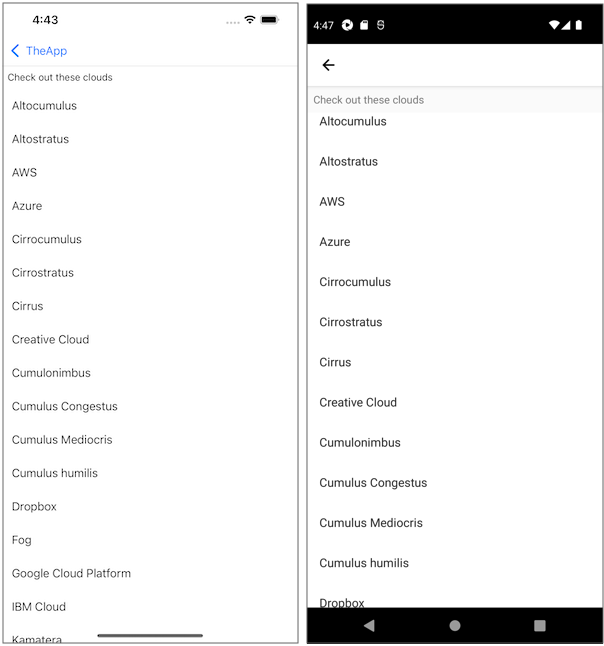 4:43
TheApp
Check out these clouds
Altocumulus
Altostratus
AWS
Azure
Cirrocumulus
Cirrostratus
Cirrus
Creative Cloud
Cumulonimbus
Cumulus Congestus
Cumulus Mediocris
Cumulus humilis
Dropbox
Fog
Google Cloud Platform
IBM Cloud
Kamatera
4:47
Check out these clouds
Altocumulus
Altostratus
AWS
Azure
Cirrocumulus
Cirrostratus
Cirrus
Creative Cloud
Cumulonimbus
Cumulus Congestus
Cumulus Mediocris
Cumulus humilis
Dropbox